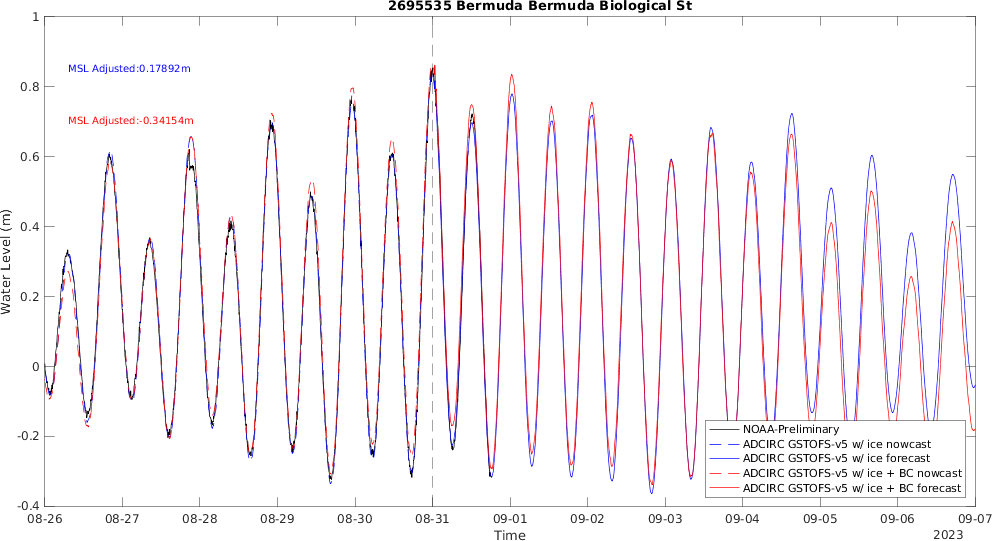 2695535 Bermuda Bermuda Biological St
1
0.8
0.6
0.4
0.2
0
-0.2
-0.4
Water Level (m)
MSL Adjusted:0.17892m
MSL Adjusted:-0.34154m
NOAA-Preliminary
ADCIRC GSTOFS-v5 w/ ice nowcast
ADCIRC GSTOFS-v5 w/ ice forecast
ADCIRC GSTOFS-v5 w/ ice + BC nowcast
ADCIRC GSTOFS-v5 w/ ice + BC forecast
08-26 08-27 08-28 08-29 08-30 08-31 09-01 09-02 09-03 09-04 09-05 09-06 09-07
Time
2023